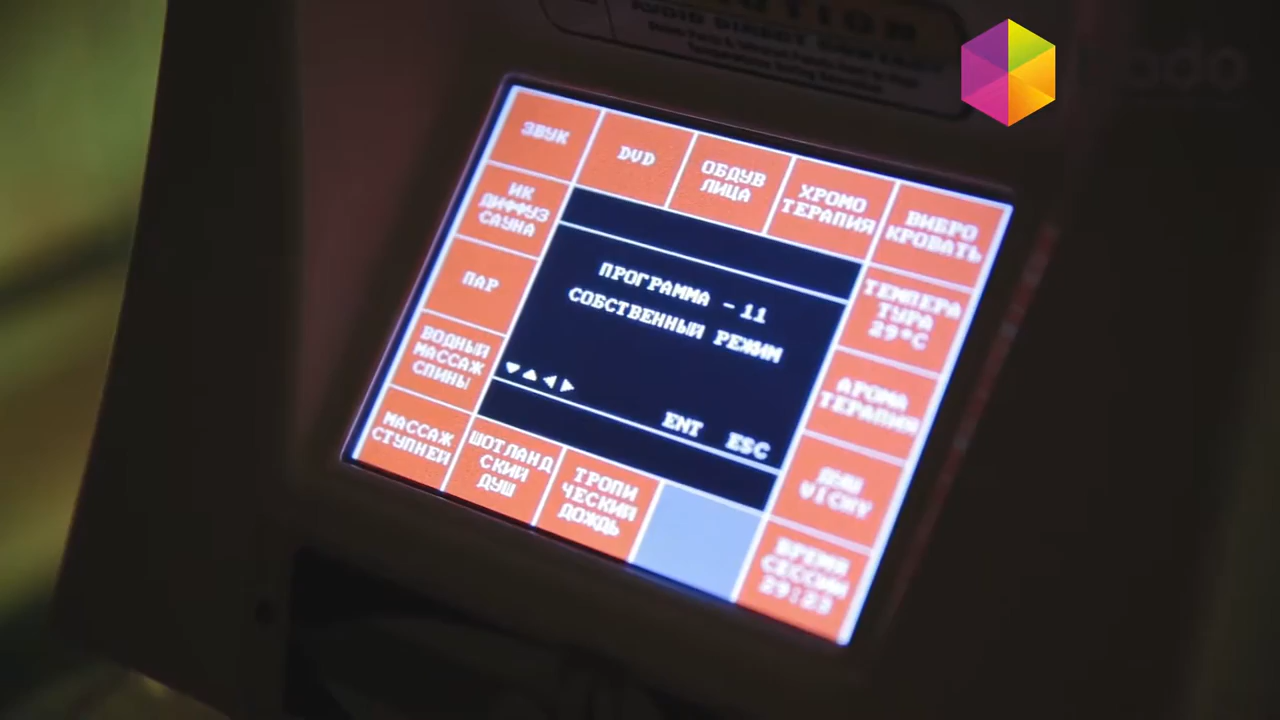 AVOID DIRECT
ЗВУК
DVD
ОБДУВ
ЛИЦА
ХРОМО
ТЕРАПИЯ
ВИБРО
КРОВАТЬ
ИК
ДИФФУЗ
САУНА
ТЕМПЕРА
ТУРА
29°C
ПАР
ПРОГРАММА - 11
СОБСТВЕННЫЙ РЕЖИМ
ENT ESC
ВОДНЫЙ
МАССАЖ
СПИНЫ
АРОМА
ТЕРАПИЯ
МАССАЖ
СТУПНЕЙ
ШОТЛАНД
СКИЙ
ДУШ
ТРОПИ
ЧЕСКИЙ
ДОЖДЬ
ДУШ
VICHY
ВРЕМЯ
СЕССИИ
29:23